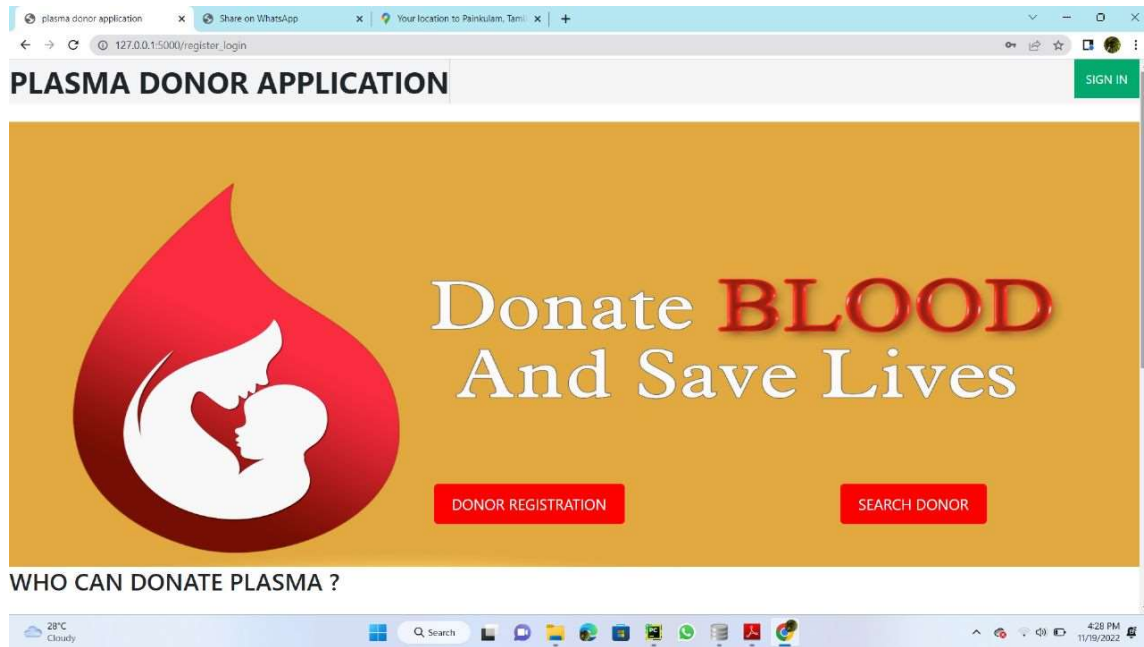 plasma donor application
Share on WhatsApp
Your location to Painkulam, Tamil
127.0.0.1:5000/register_login
PLASMA DONOR APPLICATION
SIGN IN
Donate BLOOD
And Save Lives
DONOR REGISTRATION
SEARCH DONOR
WHO CAN DONATE PLASMA ?
28°C
Cloudy
Search
4:28 PM
11/19/2022